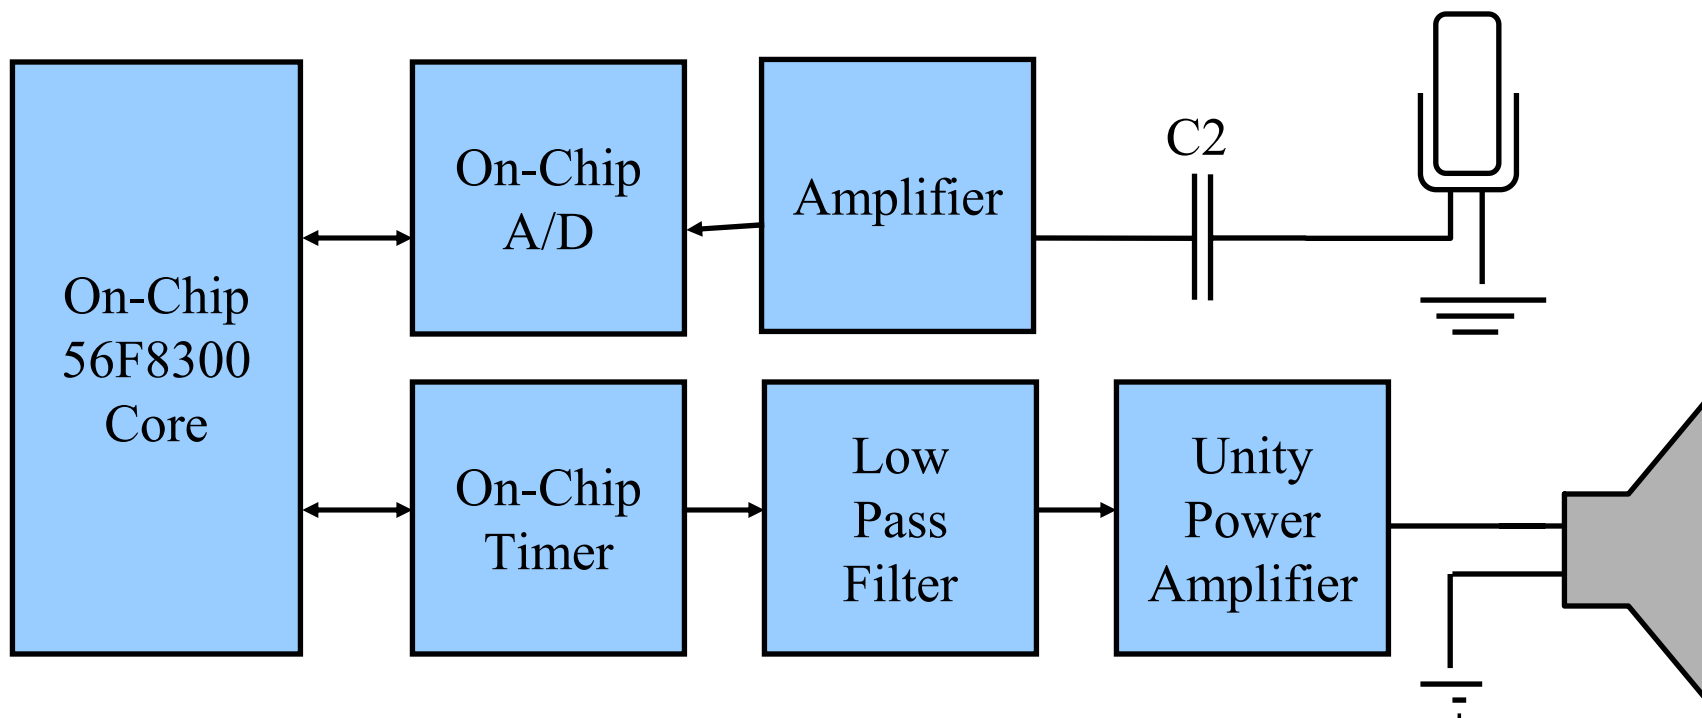 On-Chip
56F8300
Core
On-Chip
A/D
Amplifier
C2
On-Chip
Timer
Low
Pass
Filter
Unity
Power
Amplifier